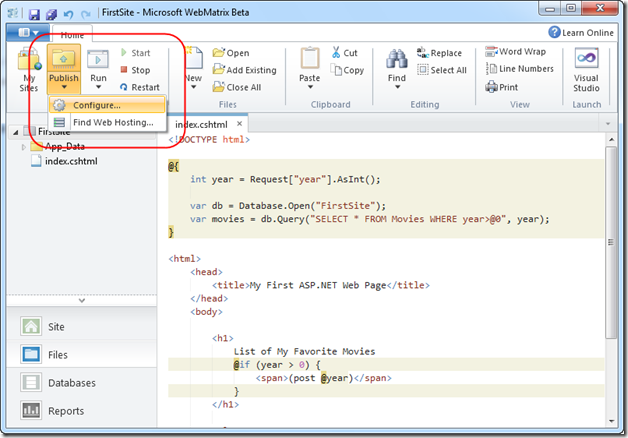 FirstSite - Microsoft WebMatrix Beta
Home
Learn Online
My Sites
Publish
Run
Start
Stop
Restart
New
Open
Add Existing
Close All
Files
Paste
Cut
Copy
Clipboard
Find
Replace
Select All
Editing
Word Wrap
Line Numbers
Print
View
Visual Studio
Launch
Configure...
Find Web Hosting...
FirstSite
App_Data
index.cshtml
Site
Files
Databases
Reports
index.cshtml
<!DOCTYPE html>
@{
int year = Request["year"].AsInt();
var db = Database.Open("FirstSite");
var movies = db.Query("SELECT * FROM Movies WHERE year>@0", year);
}
<html>
<head>
<title>My First ASP.NET Web Page</title>
</head>
<body>
<h1>
List of My Favorite Movies
@if (year > 0) {
<span>(post @year)</span>
}
</h1>